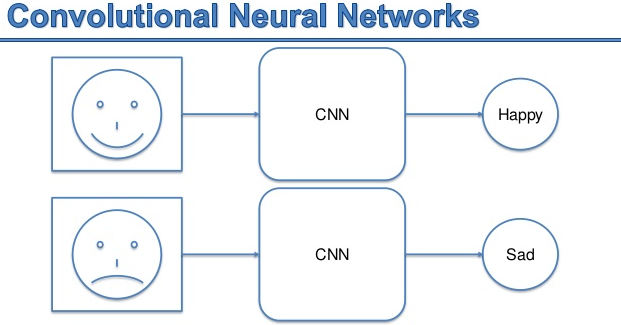 Convolutional Neural Networks
CNN
Happy
CNN
Sad